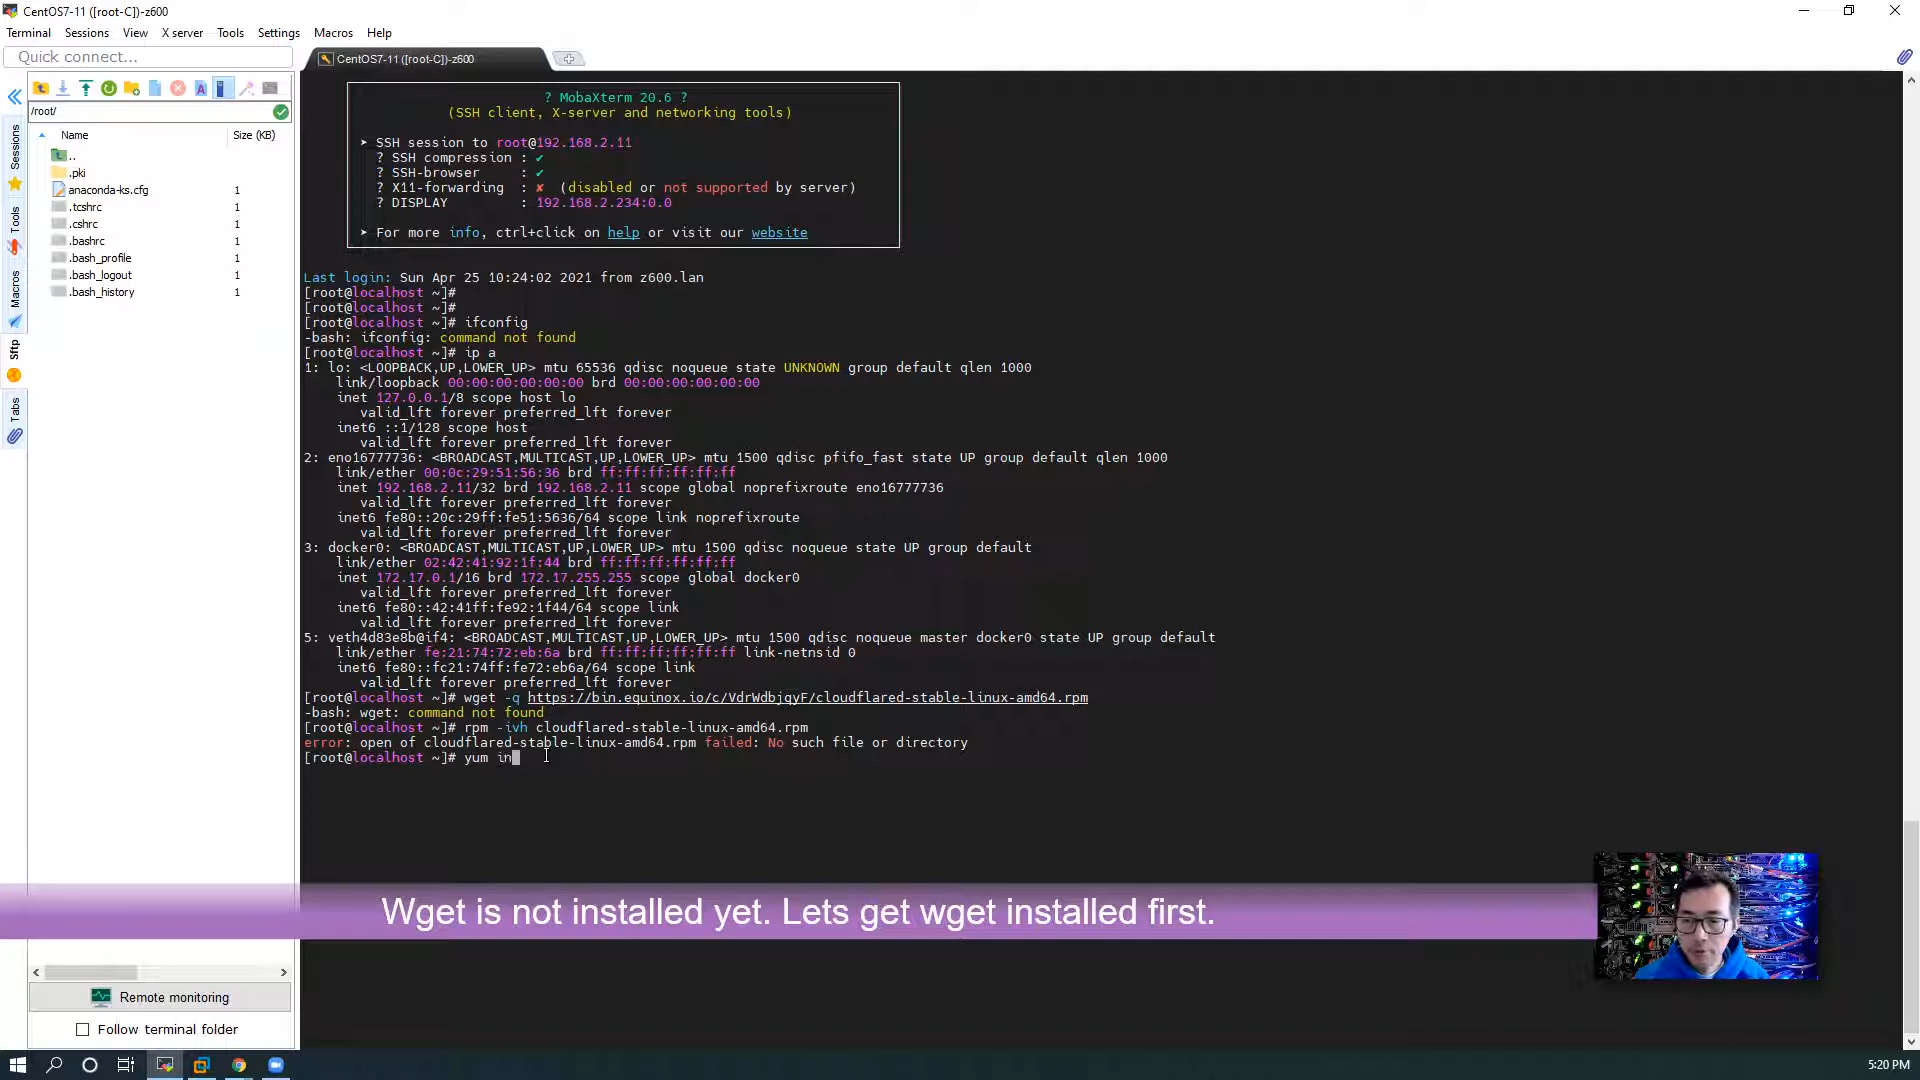 CentOS7-11 ([root-C])-z600
Terminal Sessions View X server Tools Settings Macros Help
Quick connect...
CentOS7-11 ([root-C])-z600
/root/
Name Size (KB)
..
.pki
anaconda-ks.cfg 1
.tcshrc 1
.cshrc 1
.bashrc 1
.bash_profile 1
.bash_logout 1
.bash_history 1
Sessions
Tools
Macros
Sftp
Tabs
? MobaXterm 20.6 ?
(SSH client, X-server and networking tools)
➤ SSH session to root@192.168.2.11
? SSH compression : ✔
? SSH-browser : ✔
? X11-forwarding : ✘ (disabled or not supported by server)
? DISPLAY : 192.168.2.234:0.0
➤ For more info, ctrl+click on help or visit our website
Last login: Sun Apr 25 10:24:02 2021 from z600.lan
[root@localhost ~]#
[root@localhost ~]#
[root@localhost ~]# ifconfig
-bash: ifconfig: command not found
[root@localhost ~]# ip a
1: lo: <LOOPBACK,UP,LOWER_UP> mtu 65536 qdisc noqueue state UNKNOWN group default qlen 1000
link/loopback 00:00:00:00:00:00 brd 00:00:00:00:00:00
inet 127.0.0.1/8 scope host lo
valid_lft forever preferred_lft forever
inet6 ::1/128 scope host
valid_lft forever preferred_lft forever
2: eno16777736: <BROADCAST,MULTICAST,UP,LOWER_UP> mtu 1500 qdisc pfifo_fast state UP group default qlen 1000
link/ether 00:0c:29:51:56:36 brd ff:ff:ff:ff:ff:ff
inet 192.168.2.11/32 brd 192.168.2.11 scope global noprefixroute eno16777736
valid_lft forever preferred_lft forever
inet6 fe80::20c:29ff:fe51:5636/64 scope link noprefixroute
valid_lft forever preferred_lft forever
3: docker0: <BROADCAST,MULTICAST,UP,LOWER_UP> mtu 1500 qdisc noqueue state UP group default
link/ether 02:42:41:92:1f:44 brd ff:ff:ff:ff:ff:ff
inet 172.17.0.1/16 brd 172.17.255.255 scope global docker0
valid_lft forever preferred_lft forever
inet6 fe80::42:41ff:fe92:1f44/64 scope link
valid_lft forever preferred_lft forever
5: veth4d83e8b@if4: <BROADCAST,MULTICAST,UP,LOWER_UP> mtu 1500 qdisc noqueue master docker0 state UP group default
link/ether fe:21:74:72:eb:6a brd ff:ff:ff:ff:ff:ff link-netnsid 0
inet6 fe80::fc21:74ff:fe72:eb6a/64 scope link
valid_lft forever preferred_lft forever
[root@localhost ~]# wget -q https://bin.equinox.io/c/VdrWdbjqyF/cloudflared-stable-linux-amd64.rpm
-bash: wget: command not found
[root@localhost ~]# rpm -ivh cloudflared-stable-linux-amd64.rpm
error: open of cloudflared-stable-linux-amd64.rpm failed: No such file or directory
[root@localhost ~]# yum in
Wget is not installed yet. Lets get wget installed first.
Remote monitoring
Follow terminal folder
5:20 PM